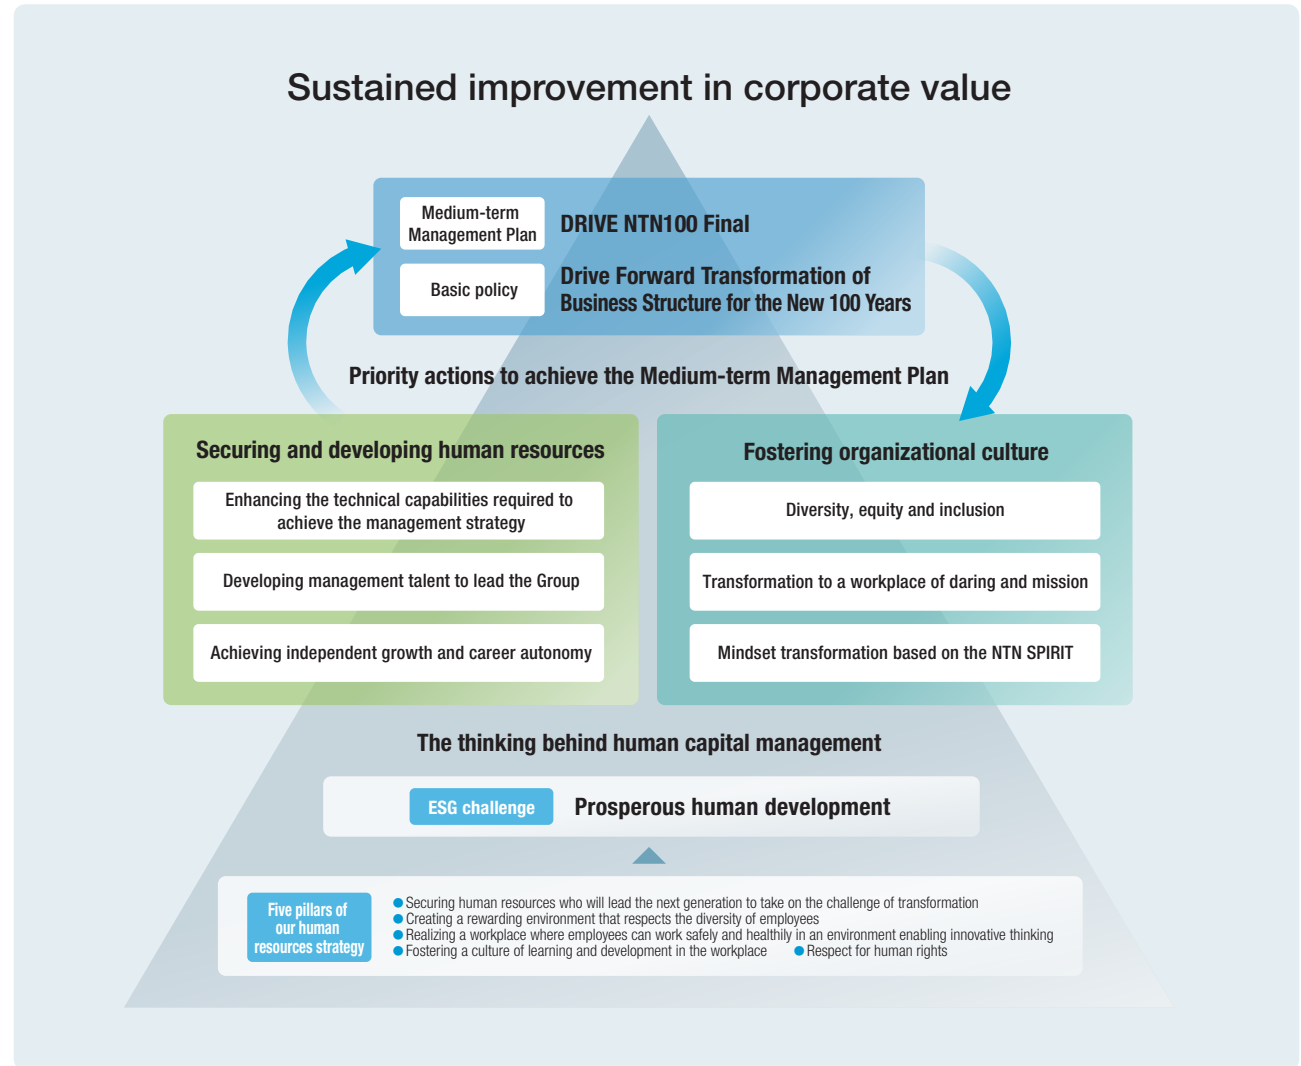 Sustained improvement in corporate value
Medium-term
Management Plan
DRIVE NTN100 Final
Basic policy
Drive Forward Transformation of
Business Structure for the New 100 Years
Priority actions to achieve the Medium-term Management Plan
Securing and developing human resources
Enhancing the technical capabilities required to
achieve the management strategy
Developing management talent to lead the Group
Achieving independent growth and career autonomy
Fostering organizational culture
Diversity, equity and inclusion
Transformation to a workplace of daring and mission
Mindset transformation based on the NTN SPIRIT
The thinking behind human capital management
ESG challenge
Prosperous human development
Five pillars of
our human
resources strategy
● Securing human resources who will lead the next generation to take on the challenge of transformation
● Creating a rewarding environment that respects the diversity of employees
● Realizing a workplace where employees can work safely and healthily in an environment enabling innovative thinking
● Fostering a culture of learning and development in the workplace ● Respect for human rights